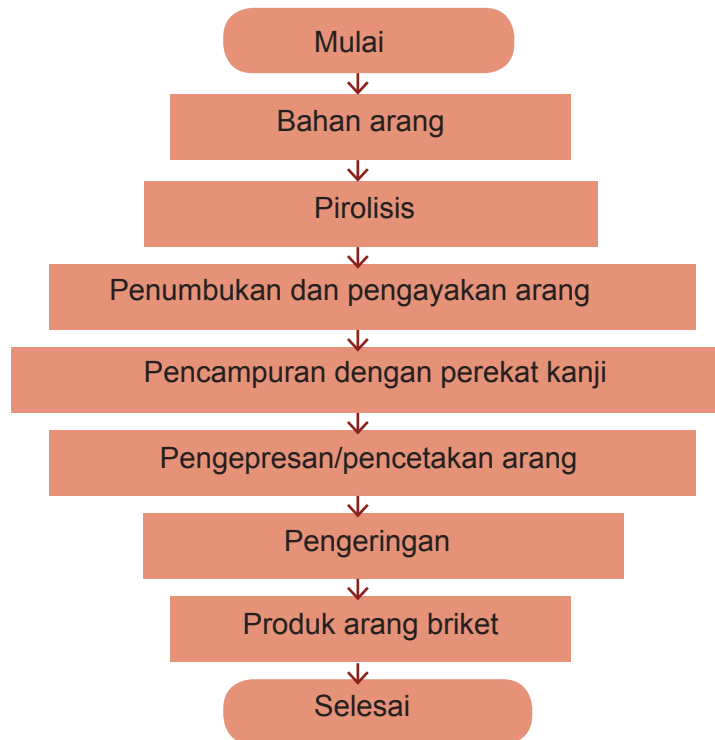 Mulai
Bahan arang
Pirolisis
Penumbukan dan pengayakan arang
Pencampuran dengan perekat kanji
Pengepresan/pencetakan arang
Pengeringan
Produk arang briket
Selesai